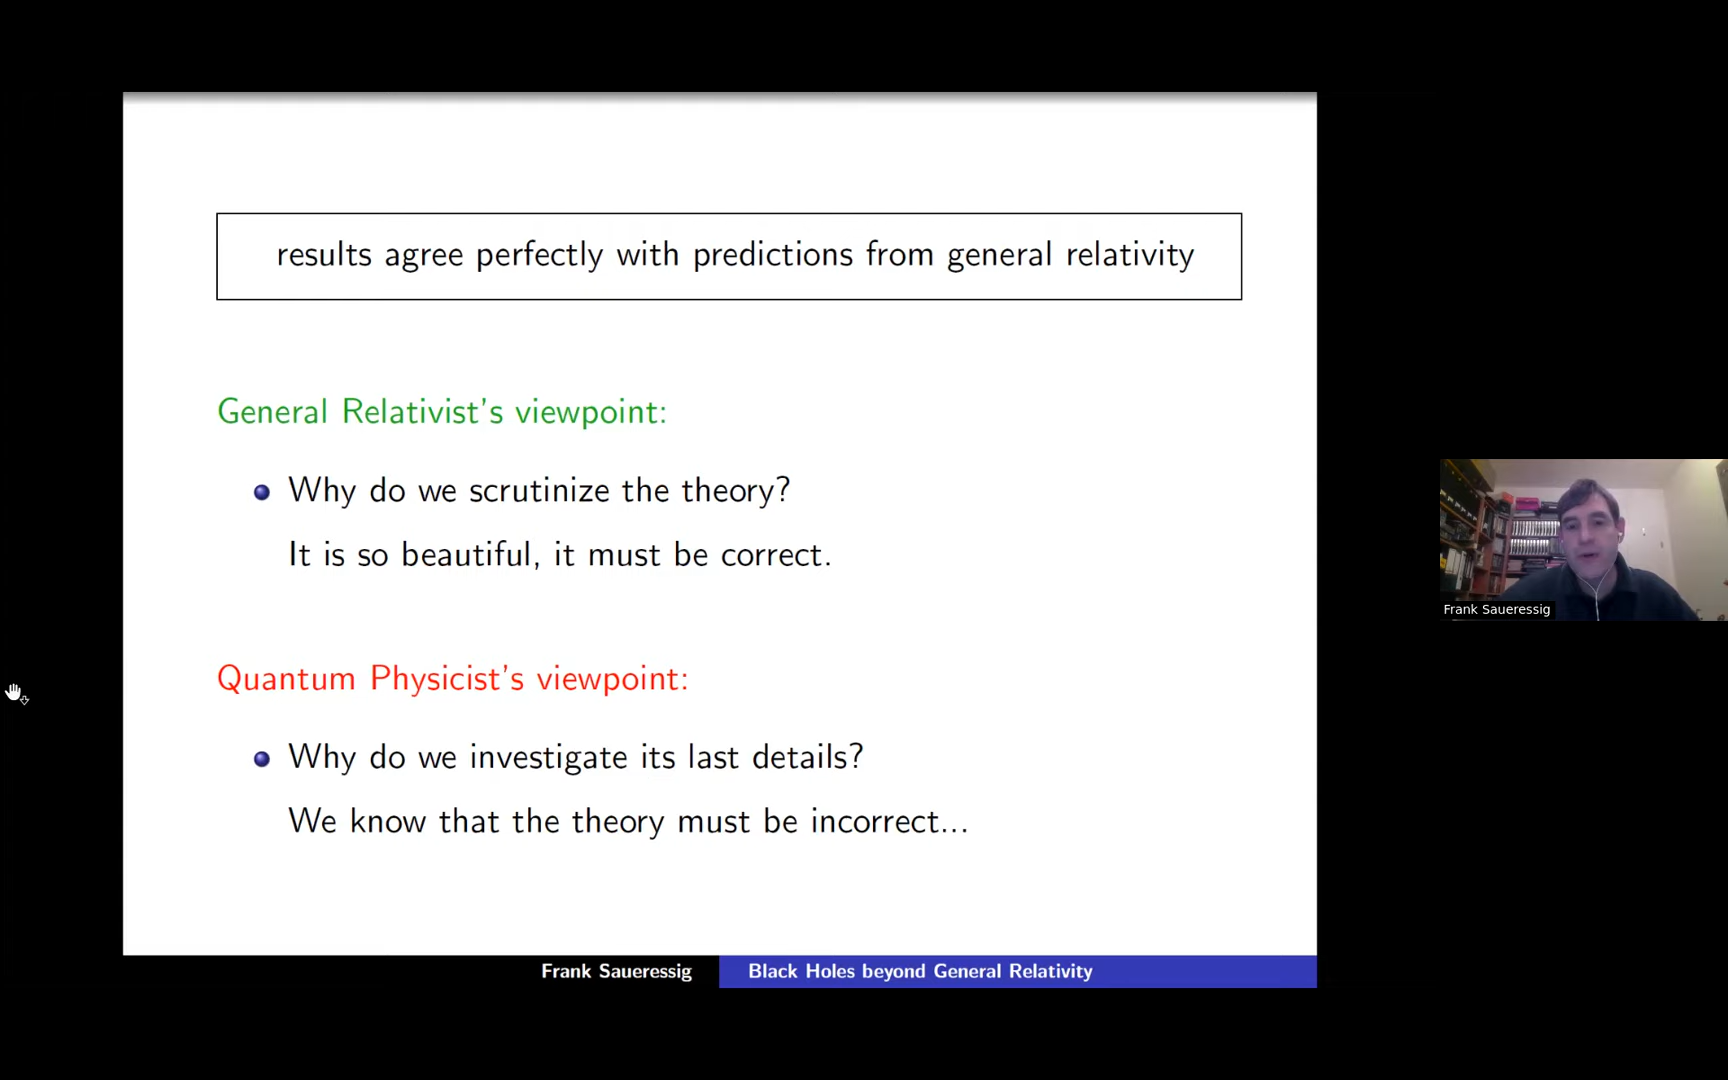 results agree perfectly with predictions from general relativity
General Relativist's viewpoint:
Why do we scrutinize the theory?
It is so beautiful, it must be correct.
Quantum Physicist's viewpoint:
Why do we investigate its last details?
We know that the theory must be incorrect...
Frank Saueressig
Black Holes beyond General Relativity
Frank Saueressig